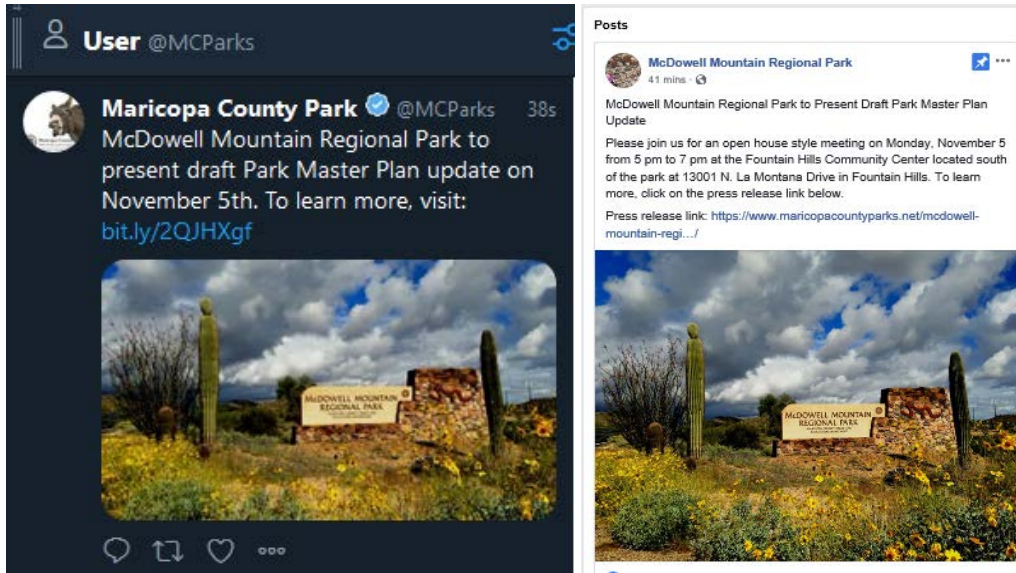 User @MCParks
Maricopa County Park @MCParks 38s
McDowell Mountain Regional Park to
present draft Park Master Plan update on
November 5th. To learn more, visit:
bit.ly/2QJHXgf
McDOWELL MOUNTAIN
REGIONAL PARK
Posts
McDowell Mountain Regional Park
41 mins ·
McDowell Mountain Regional Park to Present Draft Park Master Plan
Update
Please join us for an open house style meeting on Monday, November 5
from 5 pm to 7 pm at the Fountain Hills Community Center located south
of the park at 13001 N. La Montana Drive in Fountain Hills. To learn
more, click on the press release link below.
Press release link: https://www.maricopacountyparks.net/mcdowell-
mountain-regi.../
McDOWELL MOUNTAIN
REGIONAL PARK